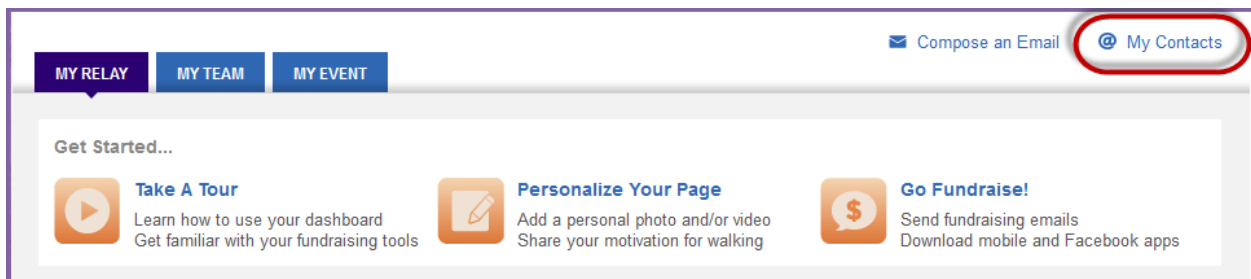 Compose an Email @ My Contacts
MY RELAY MY TEAM MY EVENT
Get Started...
Take A Tour
Learn how to use your dashboard
Get familiar with your fundraising tools
Personalize Your Page
Add a personal photo and/or video
Share your motivation for walking
$
Go Fundraise!
Send fundraising emails
Download mobile and Facebook apps